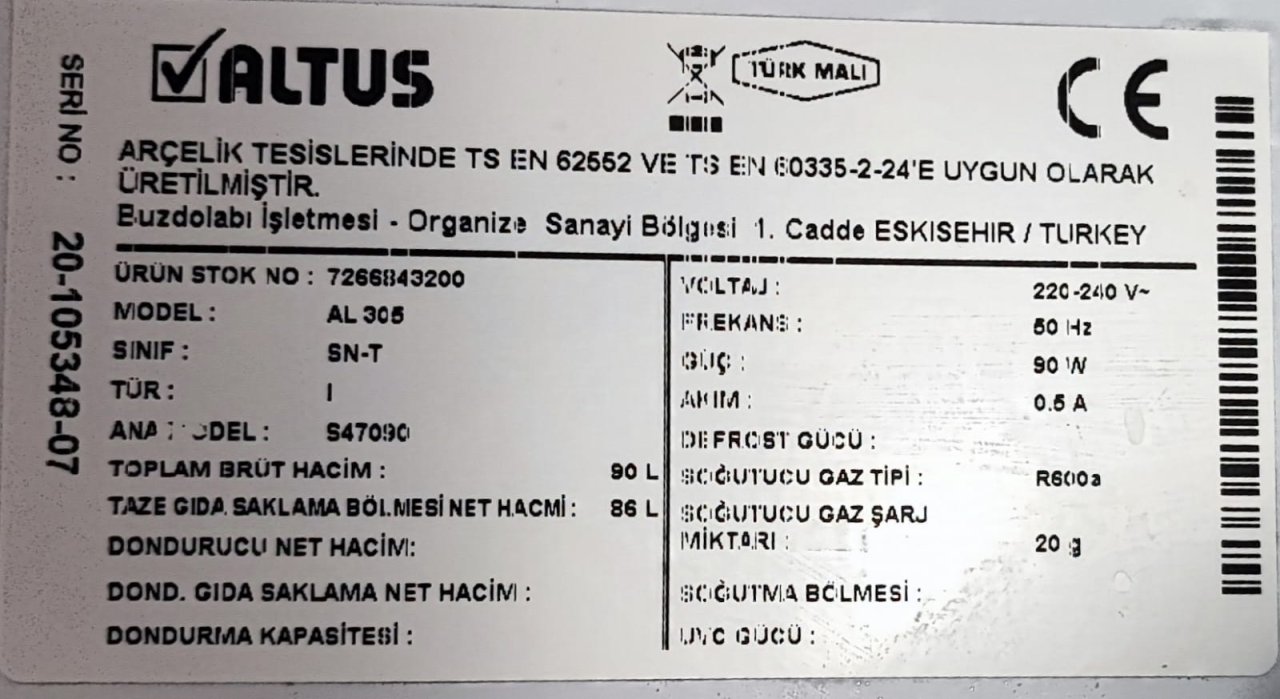 ALTUS
TÜRK MALI
CE
SERİ NO : 20-105348-07
ARÇELİK TESİSLERİNDE TS EN 62552 VE TS EN 60335-2-24'E UYGUN OLARAK
ÜRETİLMİŞTİR.
Buzdolabı İşletmesi - Organize Sanayi Bölgesi 1. Cadde ESKISEHIR / TURKEY
ÜRÜN STOK NO : 7266843200
MODEL : AL 305
SINIF : SN-T
TÜR : I
ANA MODEL : S47090
TOPLAM BRÜT HACİM : 90 L
TAZE GIDA SAKLAMA BÖLMESİ NET HACMİ : 86 L
DONDURUCU NET HACİM:
DOND. GIDA SAKLAMA NET HACİM :
DONDURMA KAPASİTESİ :
VOLTAJ : 220-240 V~
FREKANS : 50 Hz
GÜÇ : 90 W
AKIM : 0.5 A
DEFROST GÜCÜ :
SOĞUTUCU GAZ TİPİ : R600a
SOĞUTUCU GAZ ŞARJ
MİKTARI : 20 g
SOĞUTMA BÖLMESİ :
UVC GÜCÜ :